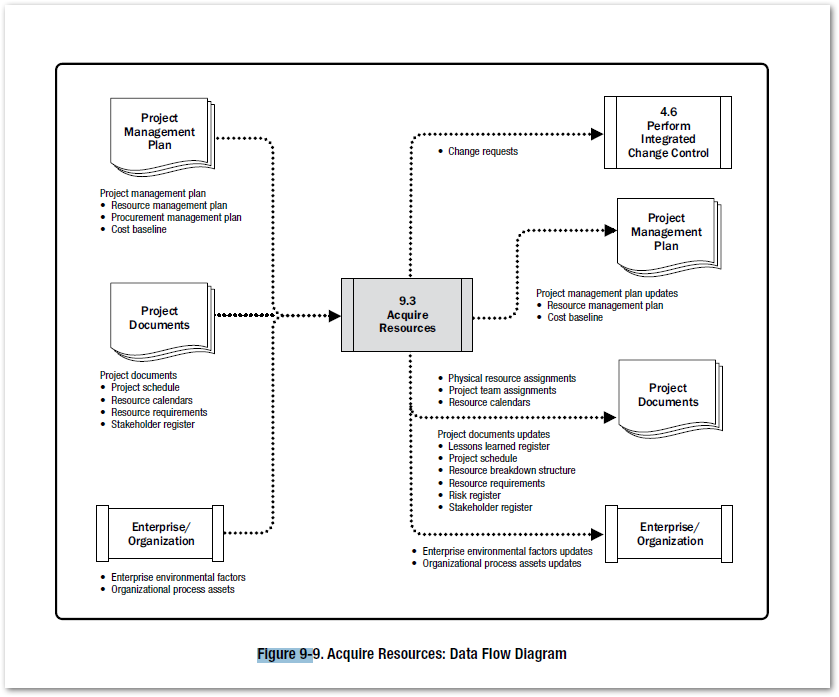 Project
Management
Plan
Project management plan
• Resource management plan
• Procurement management plan
• Cost baseline
Project
Documents
Project documents
• Project schedule
• Resource calendars
• Resource requirements
• Stakeholder register
Enterprise/
Organization
• Enterprise environmental factors
• Organizational process assets
9.3
Acquire
Resources
• Change requests
4.6
Perform
Integrated
Change Control
Project
Management
Plan
Project management plan updates
• Resource management plan
• Cost baseline
• Physical resource assignments
• Project team assignments
• Resource calendars
Project
Documents
Project documents updates
• Lessons learned register
• Project schedule
• Resource breakdown structure
• Resource requirements
• Risk register
• Stakeholder register
Enterprise/
Organization
• Enterprise environmental factors updates
• Organizational process assets updates
Figure 9-9. Acquire Resources: Data Flow Diagram